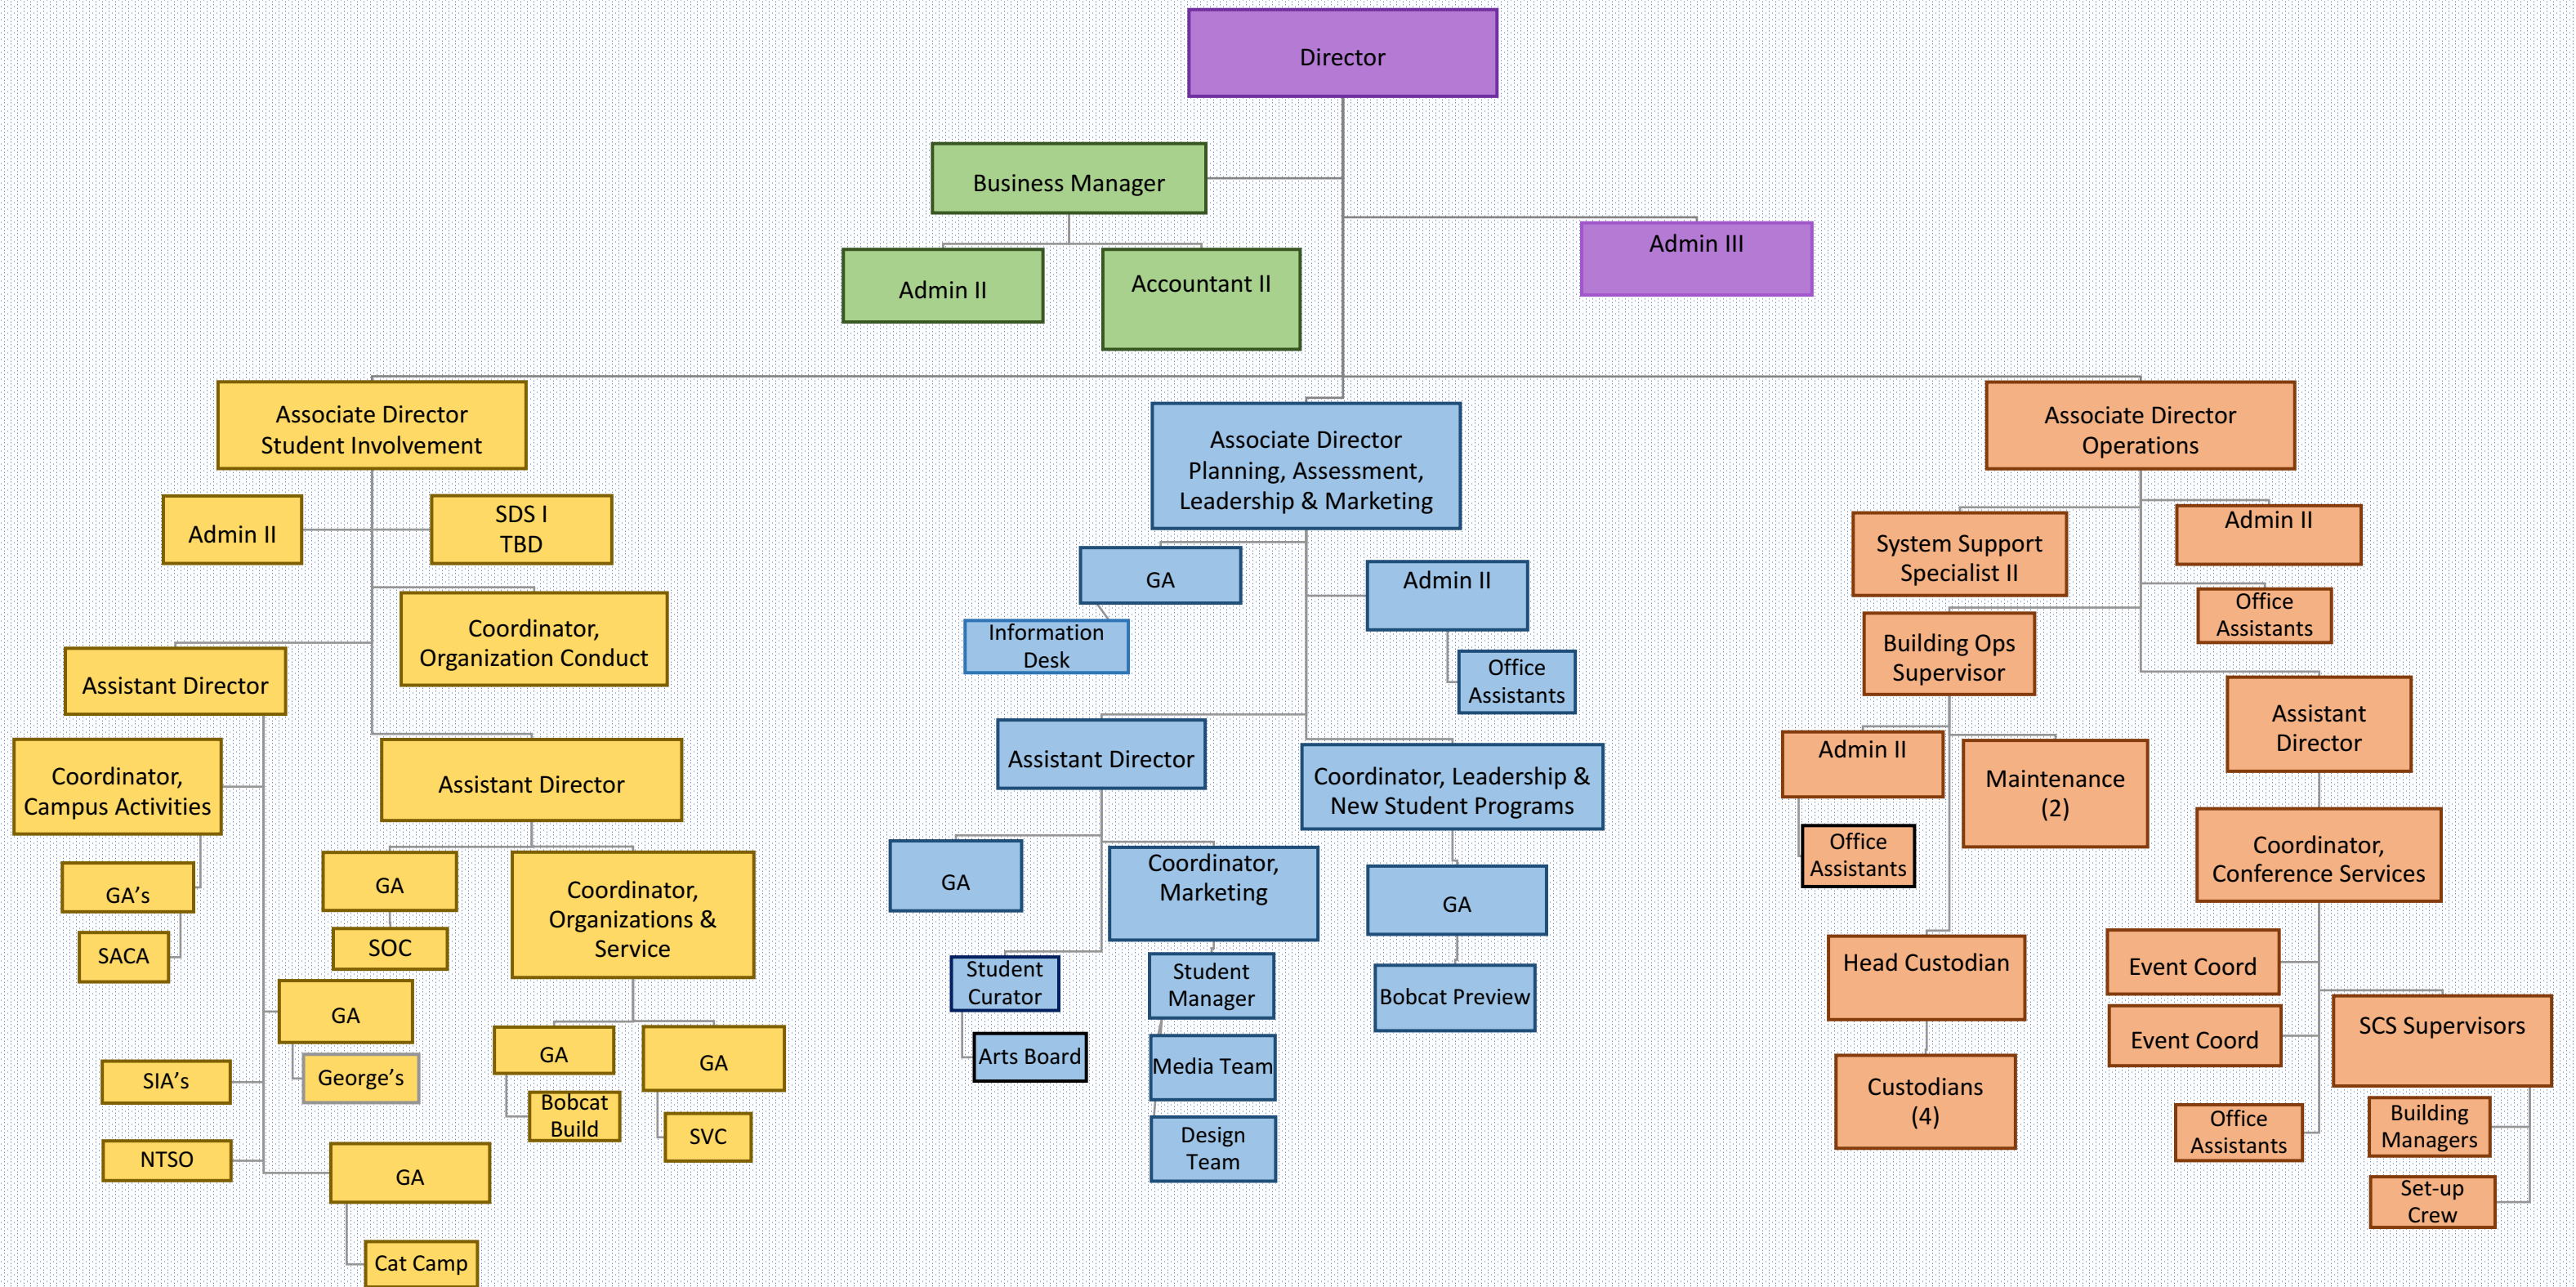 Director
Business Manager
Admin III
Admin II
Accountant II
Associate Director
Student Involvement
Admin II
SDS I
TBD
Coordinator,
Organization Conduct
Assistant Director
Coordinator,
Campus Activities
GA’s
SACA
GA
George’s
SIA’s
NTSO
GA
Cat Camp
Assistant Director
GA
SOC
Coordinator,
Organizations &
Service
GA
Bobcat
Build
GA
SVC
Associate Director
Planning, Assessment,
Leadership & Marketing
GA
Information
Desk
Admin II
Office
Assistants
Assistant Director
GA
Coordinator,
Marketing
Student
Curator
Arts Board
Student
Manager
Media Team
Design
Team
Coordinator, Leadership &
New Student Programs
GA
Bobcat Preview
Associate Director
Operations
System Support
Specialist II
Admin II
Office
Assistants
Building Ops
Supervisor
Admin II
Office
Assistants
Maintenance
(2)
Head Custodian
Custodians
(4)
Assistant
Director
Coordinator,
Conference Services
Event Coord
Event Coord
Office
Assistants
SCS Supervisors
Building
Managers
Set-up
Crew